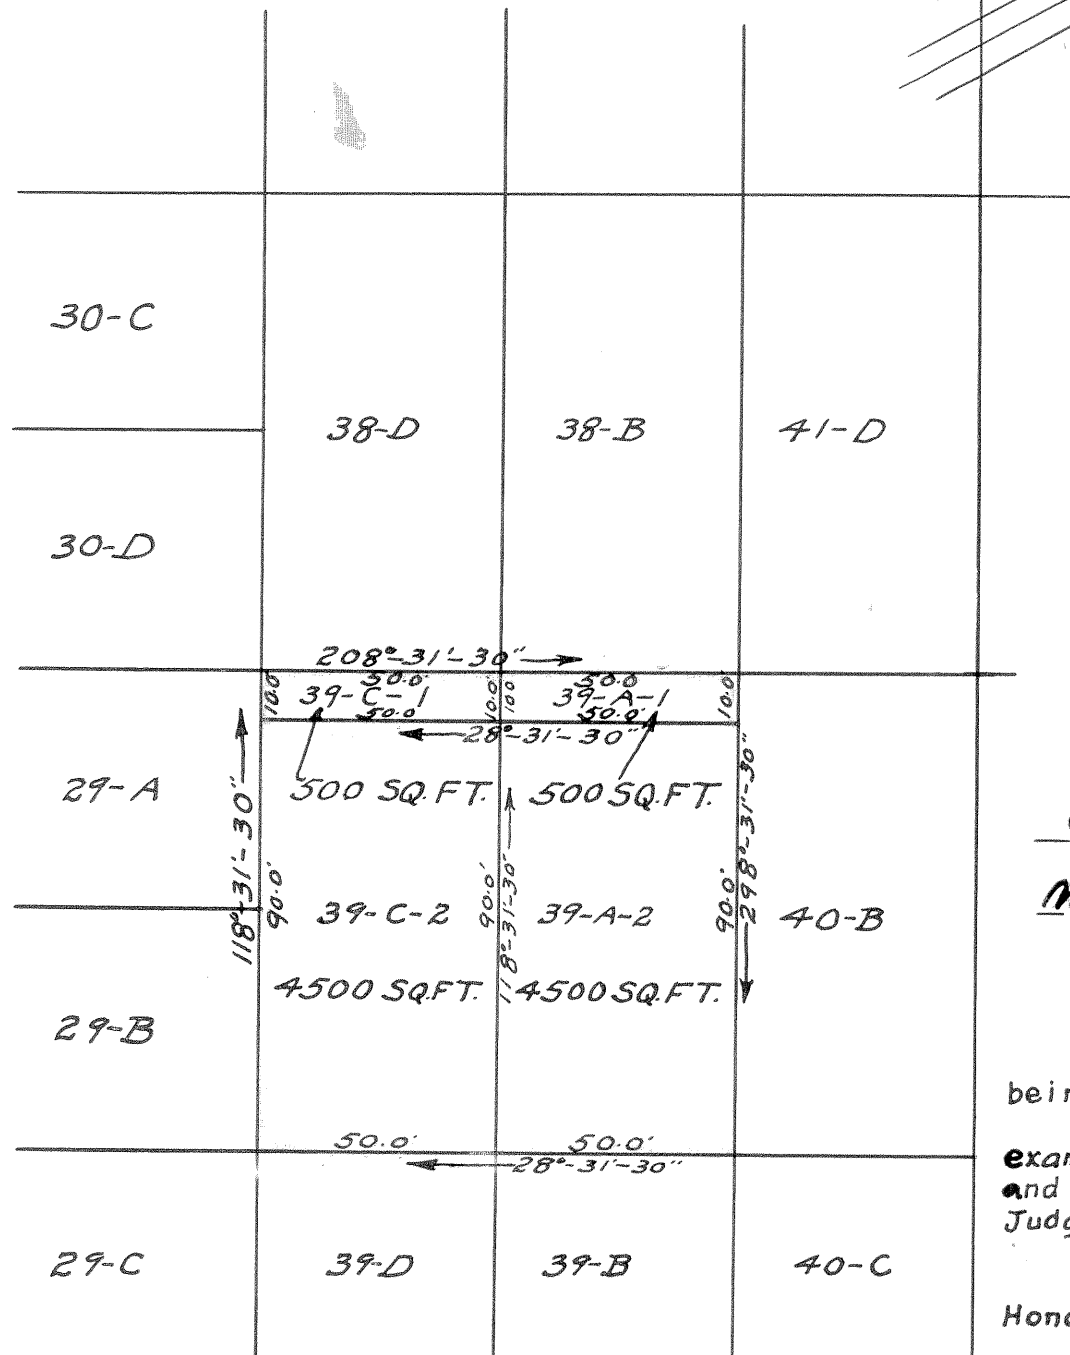 30-C
38-D 38-B 41-D
30-D
208°-31'-30"
50.0' 50.0
10.0' 39-C-1 10.0' 10.0 39-A-1 10.0'
50.0' 50.0'
28°-31'-30"
29-A 500 SQ.FT. 500 SQ.FT.
118°-31'-30" 90.0' 39-C-2 90.0' 118°-31'-30" 39-A-2 90.0' 298°-31'-30" 40-B
4500 SQ.FT. 4500 SQ.FT.
29-B
50.0' 50.0'
28°-31'-30"
29-C 39-D 39-B 40-C
and